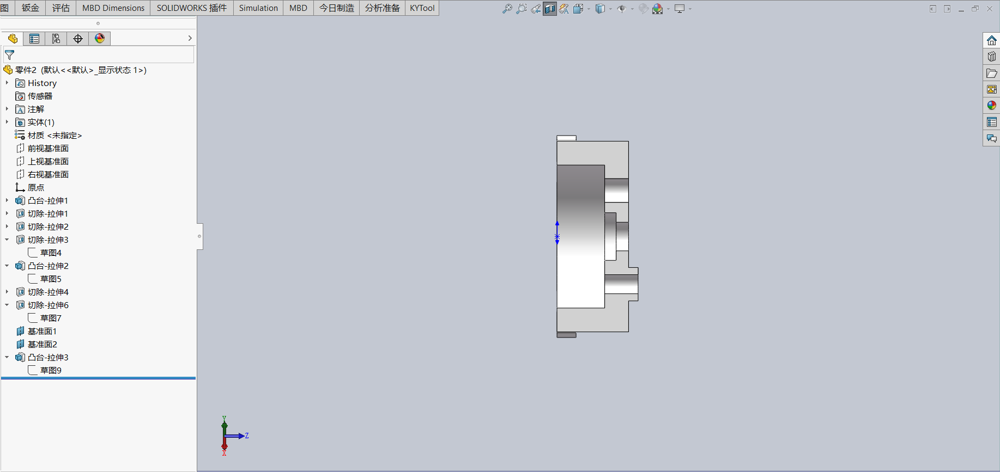 图 钣金 评估 MBD Dimensions SOLIDWORKS 插件 Simulation MBD 今日制造 分析准备 KYTool
零件2 (默认<<默认>_显示状态 1>)
History
传感器
A 注解
实体(1)
材质 <未指定>
前视基准面
上视基准面
右视基准面
原点
凸台-拉伸1
切除-拉伸1
切除-拉伸2
切除-拉伸3
草图4
凸台-拉伸2
草图5
切除-拉伸4
切除-拉伸6
草图7
基准面1
基准面2
凸台-拉伸3
草图9
Y
Z
X